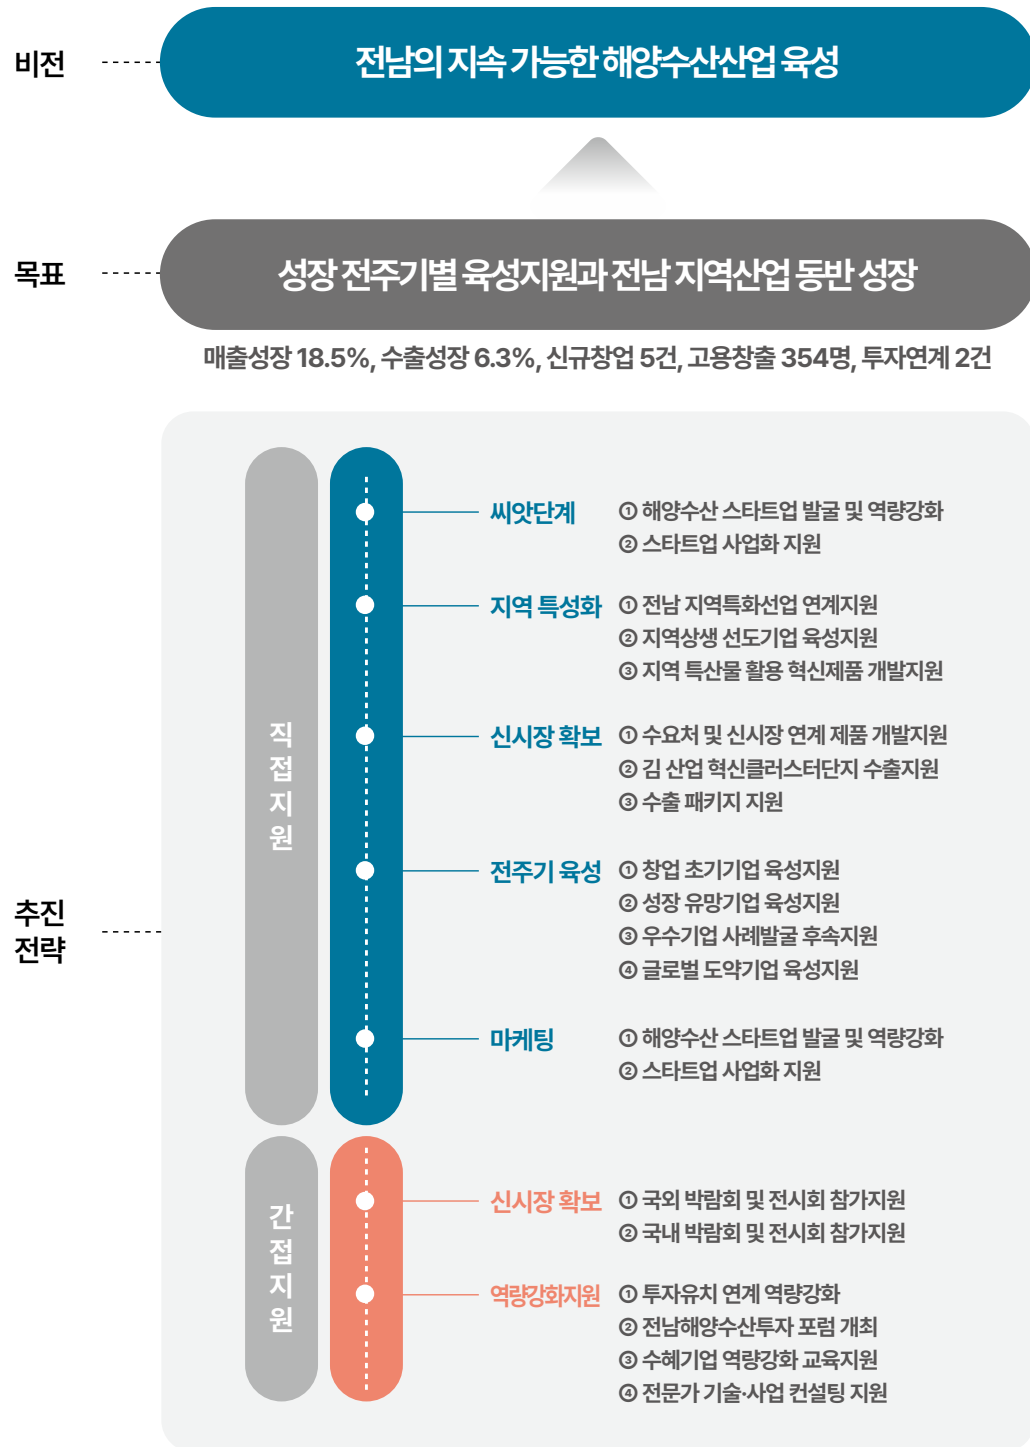 비전
전남의 지속 가능한 해양수산산업 육성
목표
성장 전주기별 육성지원과 전남 지역산업 동반 성장
매출성장 18.5%, 수출성장 6.3%, 신규창업 5건, 고용창출 354명, 투자연계 2건
추진
전략
직접지원
씨앗단계
① 해양수산 스타트업 발굴 및 역량강화
② 스타트업 사업화 지원
지역 특성화
① 전남 지역특화선업 연계지원
② 지역상생 선도기업 육성지원
③ 지역 특산물 활용 혁신제품 개발지원
신시장 확보
① 수요처 및 신시장 연계 제품 개발지원
② 김 산업 혁신클러스터단지 수출지원
③ 수출 패키지 지원
전주기 육성
① 창업 초기기업 육성지원
② 성장 유망기업 육성지원
③ 우수기업 사례발굴 후속지원
④ 글로벌 도약기업 육성지원
마케팅
① 해양수산 스타트업 발굴 및 역량강화
② 스타트업 사업화 지원
간접지원
신시장 확보
① 국외 박람회 및 전시회 참가지원
② 국내 박람회 및 전시회 참가지원
역량강화지원
① 투자유치 연계 역량강화
② 전남해양수산투자 포럼 개최
③ 수혜기업 역량강화 교육지원
④ 전문가 기술·사업 컨설팅 지원